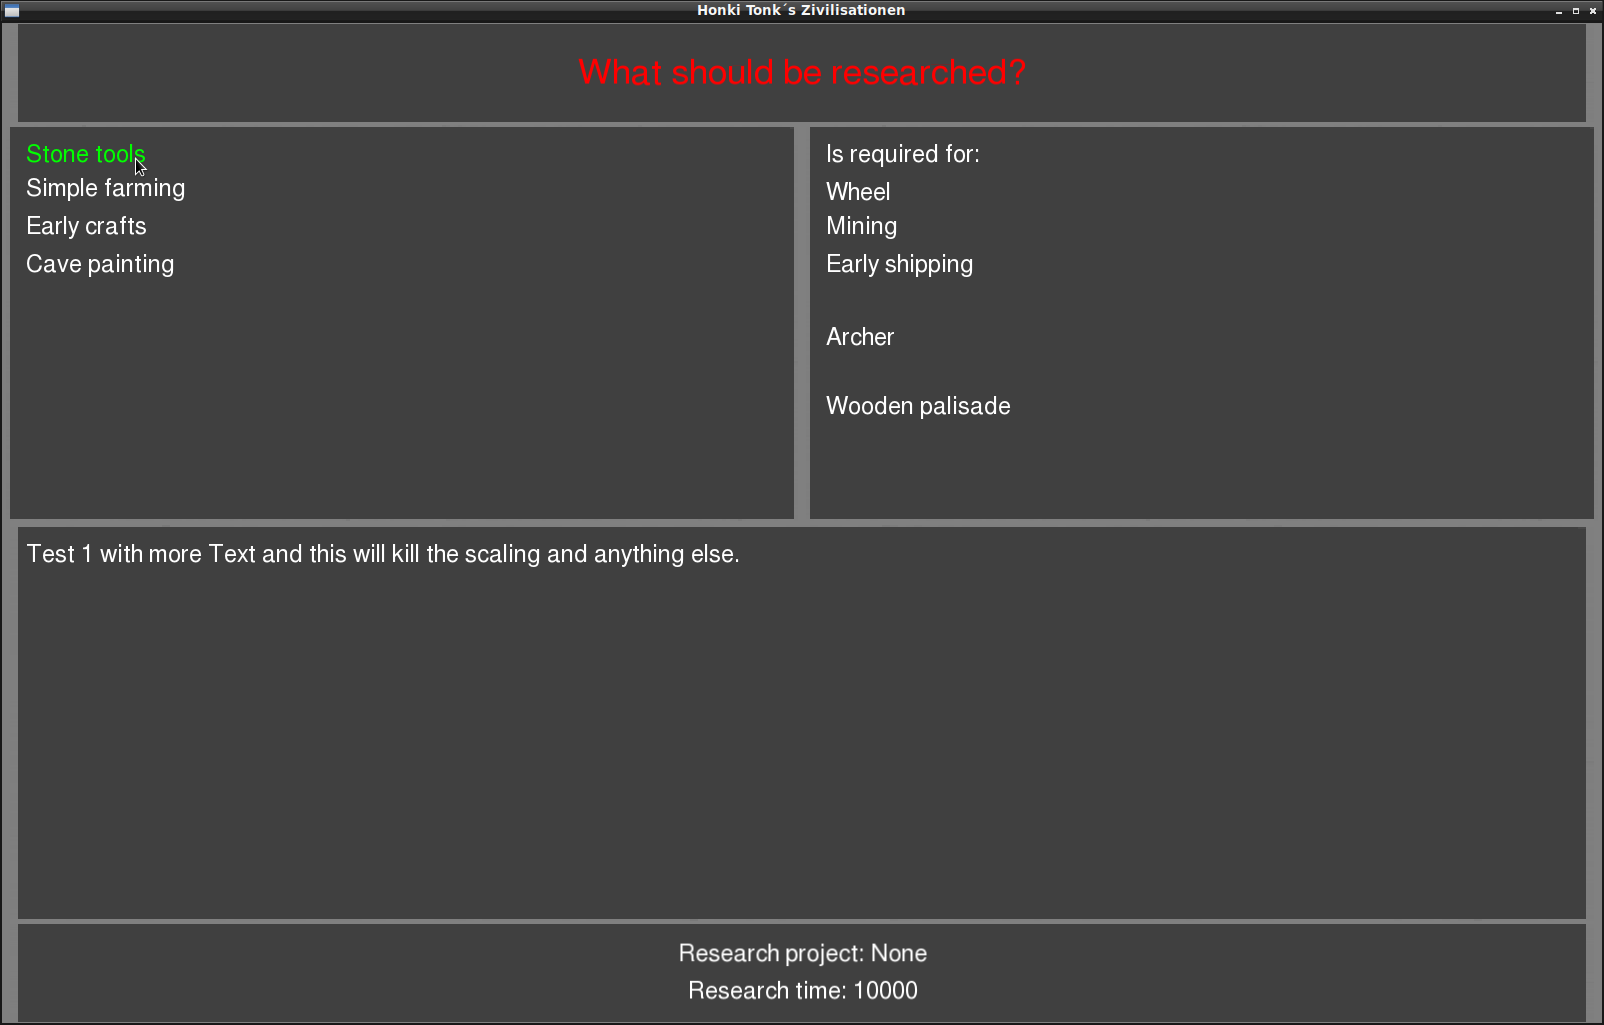 Honki Tonk´s Zivilisationen
What should be researched?
Stone tools
Simple farming
Early crafts
Cave painting
Is required for:
Wheel
Mining
Early shipping
Archer
Wooden palisade
Test 1 with more Text and this will kill the scaling and anything else.
Research project: None
Research time: 10000